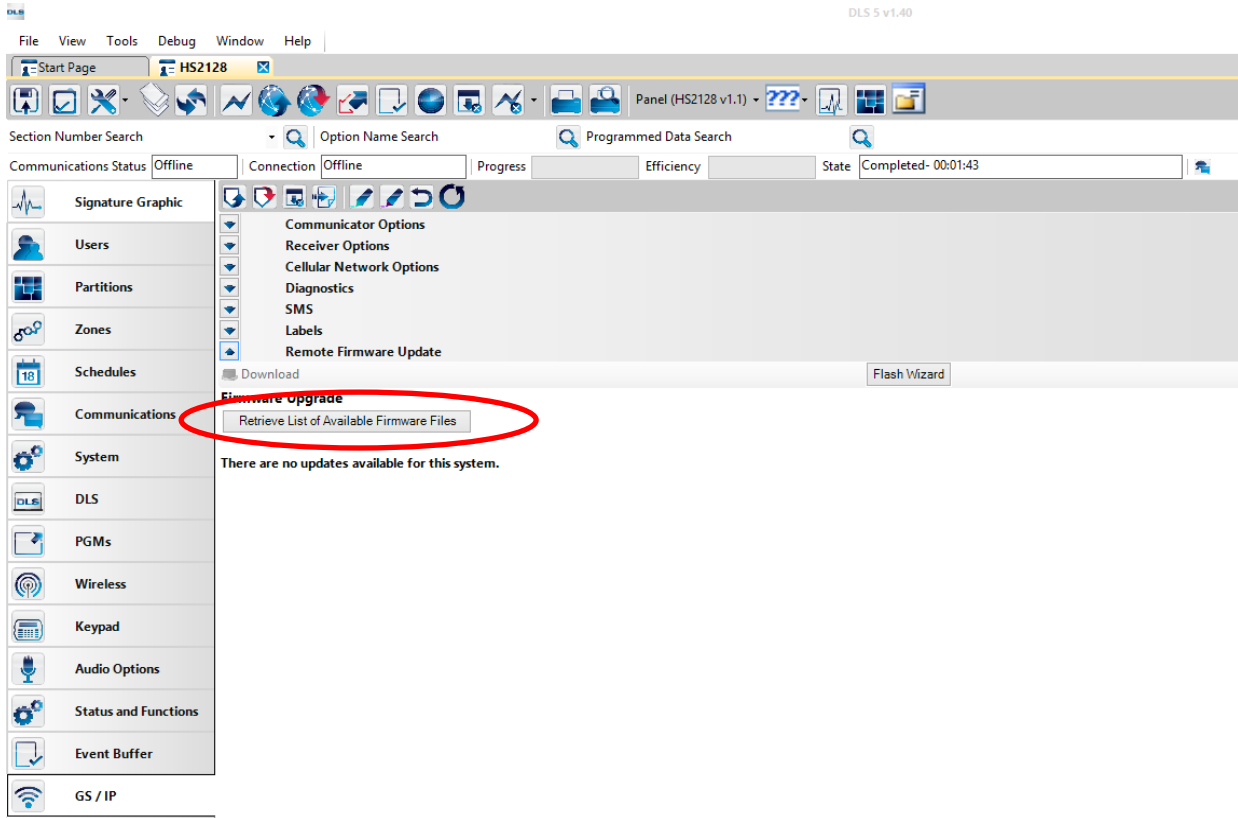 DLS
DLS 5 v1.40
File View Tools Debug Window Help
Start Page HS2128
Panel (HS2128 v1.1) ???
Section Number Search Option Name Search Programmed Data Search
Communications Status Offline Connection Offline Progress Efficiency State Completed- 00:01:43
Signature Graphic
Users
Partitions
Zones
18 Schedules
Communications
System
DLS DLS
PGMs
Wireless
Keypad
Audio Options
Status and Functions
Event Buffer
GS / IP
Communicator Options
Receiver Options
Cellular Network Options
Diagnostics
SMS
Labels
Remote Firmware Update
Download Flash Wizard
Firmware Upgrade
Retrieve List of Available Firmware Files
There are no updates available for this system.